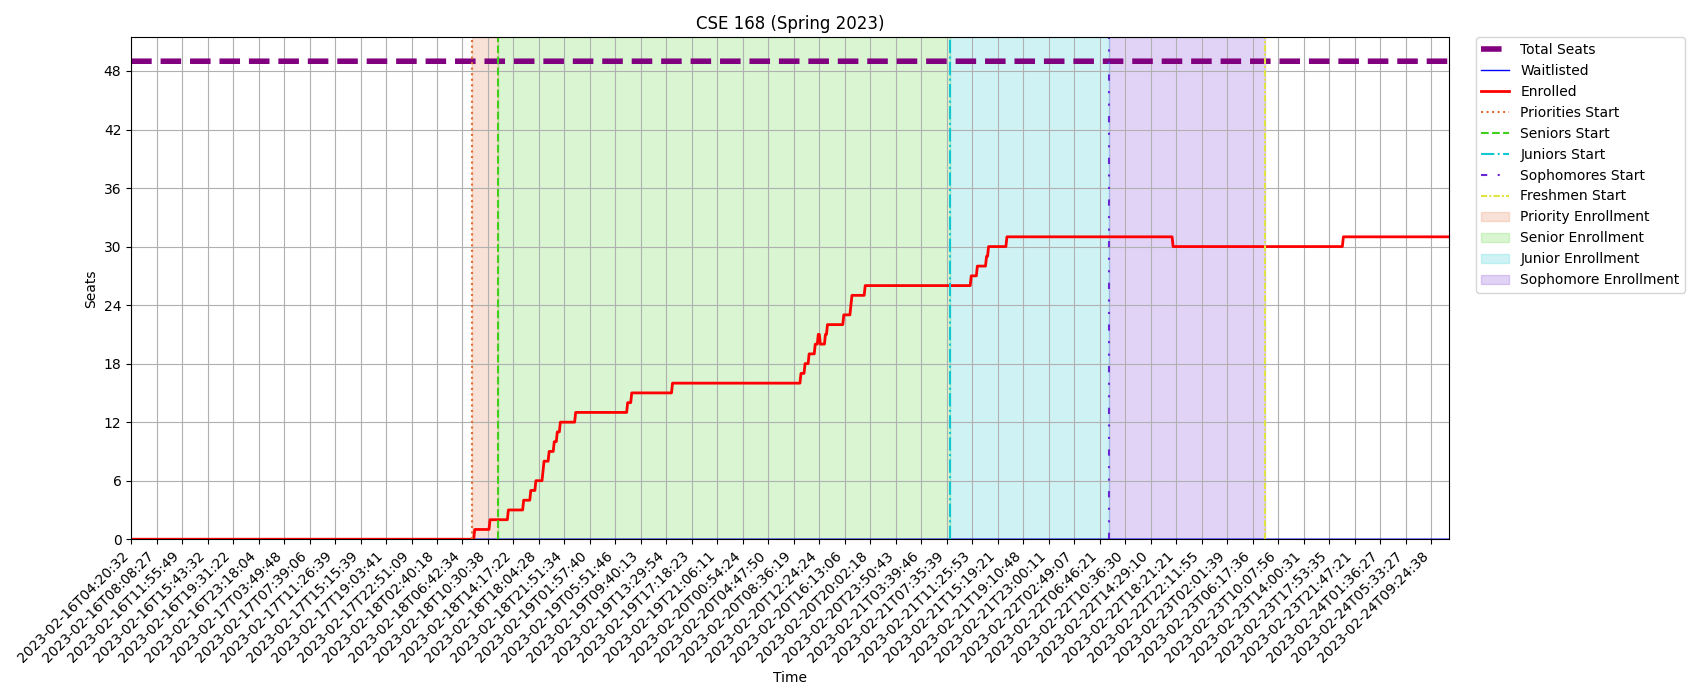 CSE 168 (Spring 2023)
Seats
48
42
36
30
24
18
12
6
0
2023-02-16T04:20:32
2023-02-16T08:08:27
2023-02-16T11:55:49
2023-02-16T15:43:32
2023-02-16T19:31:22
2023-02-16T23:18:04
2023-02-17T03:49:48
2023-02-17T07:39:06
2023-02-17T11:26:39
2023-02-17T15:15:39
2023-02-17T19:03:41
2023-02-17T22:51:09
2023-02-18T02:40:18
2023-02-18T06:42:34
2023-02-18T10:30:38
2023-02-18T14:17:22
2023-02-18T18:04:28
2023-02-18T21:51:34
2023-02-19T01:57:40
2023-02-19T05:51:46
2023-02-19T09:40:13
2023-02-19T13:29:54
2023-02-19T17:18:23
2023-02-19T21:06:11
2023-02-20T00:54:24
2023-02-20T04:47:50
2023-02-20T08:36:19
2023-02-20T12:24:24
2023-02-20T16:13:06
2023-02-20T20:02:18
2023-02-20T23:50:43
2023-02-21T03:39:46
2023-02-21T07:35:39
2023-02-21T11:25:53
2023-02-21T15:19:21
2023-02-21T19:10:48
2023-02-21T23:00:11
2023-02-22T02:49:07
2023-02-22T06:46:21
2023-02-22T10:36:30
2023-02-22T14:29:10
2023-02-22T18:21:21
2023-02-22T22:11:55
2023-02-23T02:01:39
2023-02-23T06:17:36
2023-02-23T10:07:56
2023-02-23T14:00:31
2023-02-23T17:53:35
2023-02-23T21:47:21
2023-02-24T01:36:27
2023-02-24T05:33:27
2023-02-24T09:24:38
Time
Total Seats
Waitlisted
Enrolled
Priorities Start
Seniors Start
Juniors Start
Sophomores Start
Freshmen Start
Priority Enrollment
Senior Enrollment
Junior Enrollment
Sophomore Enrollment